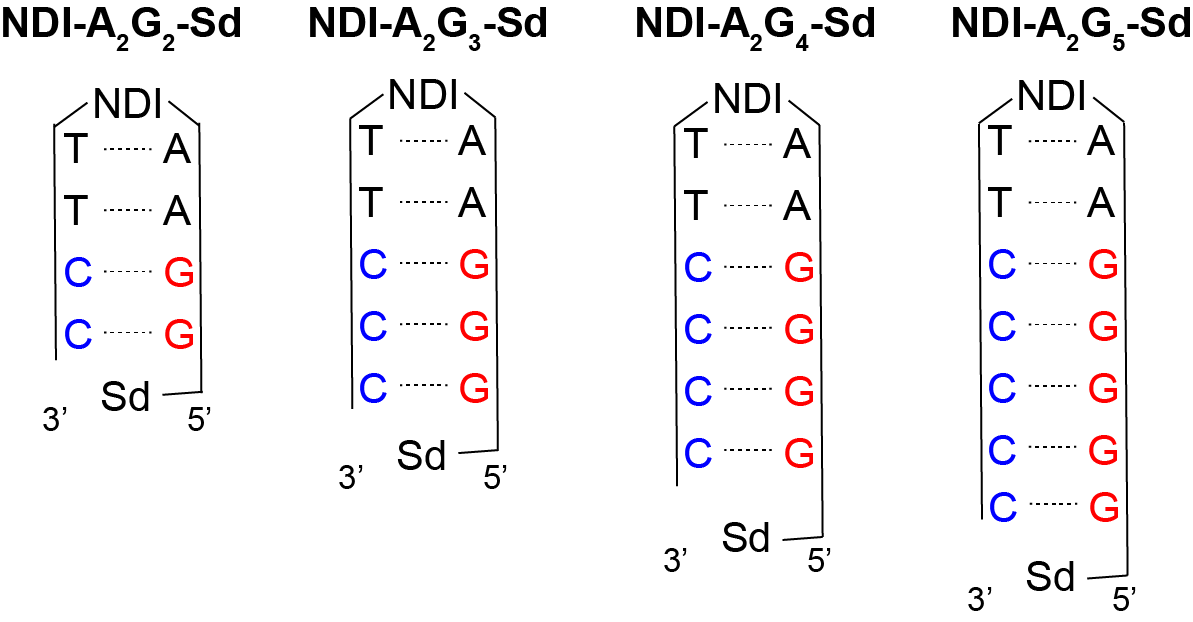 NDI-A2G2-Sd NDI-A2G3-Sd NDI-A2G4-Sd NDI-A2G5-Sd
NDI NDI NDI NDI
T A T A T A T A
T A T A T A T A
C G C G C G C G
C G C G C G C G
Sd C G C G C G
3’ 5’ Sd C G C G
3’ 5’ Sd C G
3’ 5’ Sd
3’ 5’